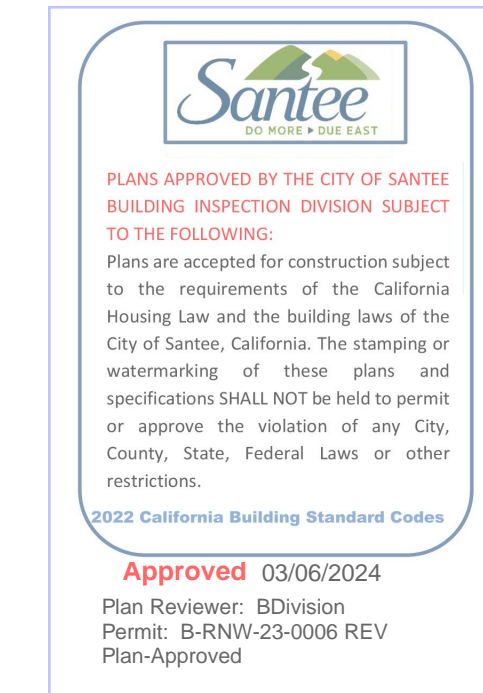 Santee
DO MORE ▸ DUE EAST
PLANS APPROVED BY THE CITY OF SANTEE
BUILDING INSPECTION DIVISION SUBJECT
TO THE FOLLOWING:
Plans are accepted for construction subject
to the requirements of the California
Housing Law and the building laws of the
City of Santee, California. The stamping or
watermarking of these plans and
specifications SHALL NOT be held to permit
or approve the violation of any City,
County, State, Federal Laws or other
restrictions.
2022 California Building Standard Codes
Approved 03/06/2024
Plan Reviewer: BDivision
Permit: B-RNW-23-0006 REV
Plan-Approved